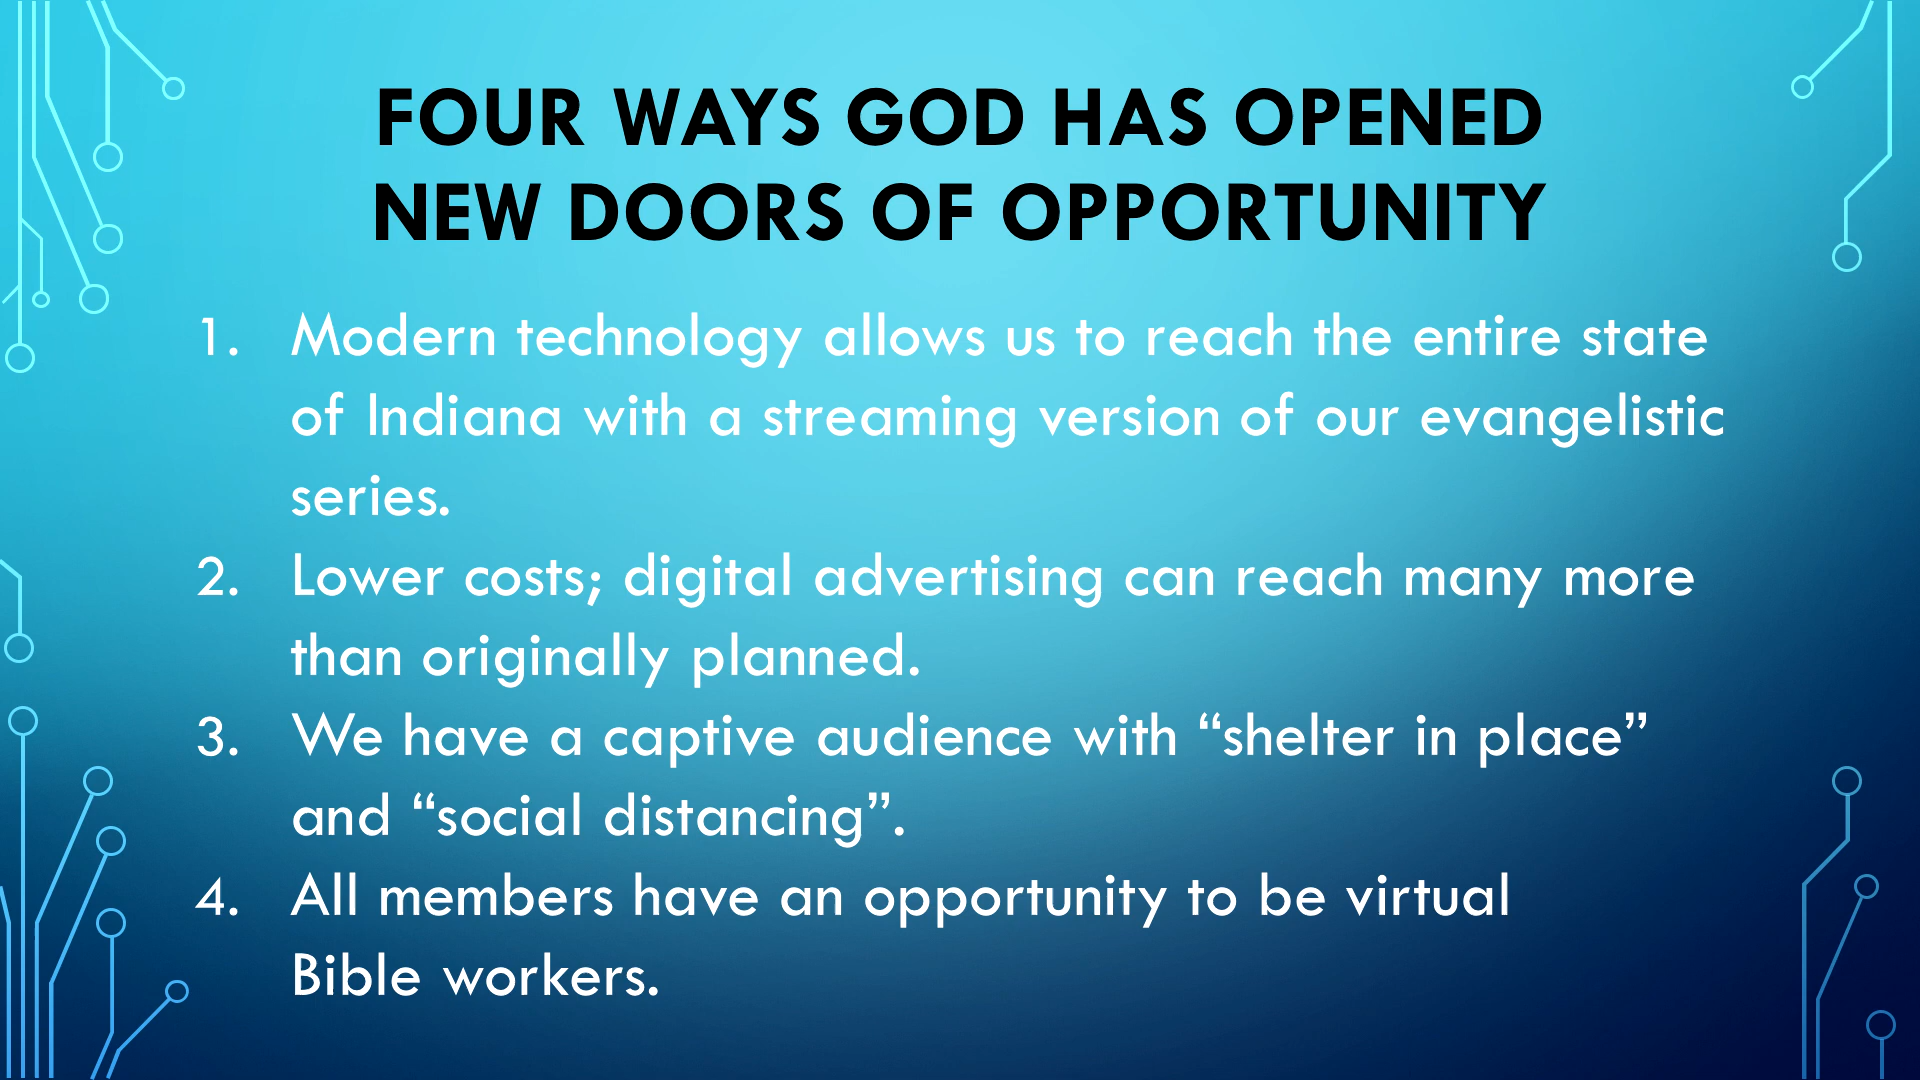 FOUR WAYS GOD HAS OPENED
NEW DOORS OF OPPORTUNITY
1. Modern technology allows us to reach the entire state
of Indiana with a streaming version of our evangelistic
series.
2. Lower costs; digital advertising can reach many more
than originally planned.
3. We have a captive audience with “shelter in place”
and “social distancing”.
4. All members have an opportunity to be virtual
Bible workers.